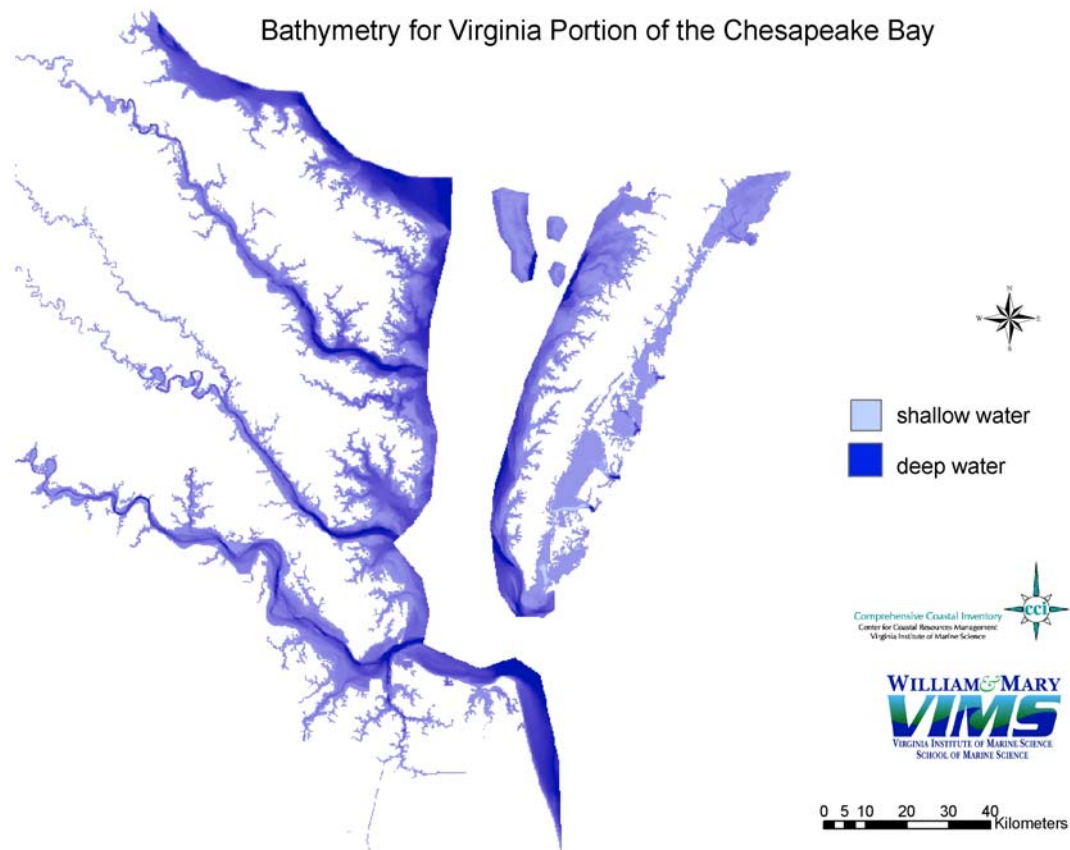 Bathymetry for Virginia Portion of the Chesapeake Bay
N
W E
S
shallow water
deep water
cci
Comprehensive Coastal Inventory
Center for Coastal Resources Management
Virginia Institute of Marine Science
WILLIAM & MARY
VIMS
VIRGINIA INSTITUTE OF MARINE SCIENCE
SCHOOL OF MARINE SCIENCE
0 5 10 20 30 40
Kilometers